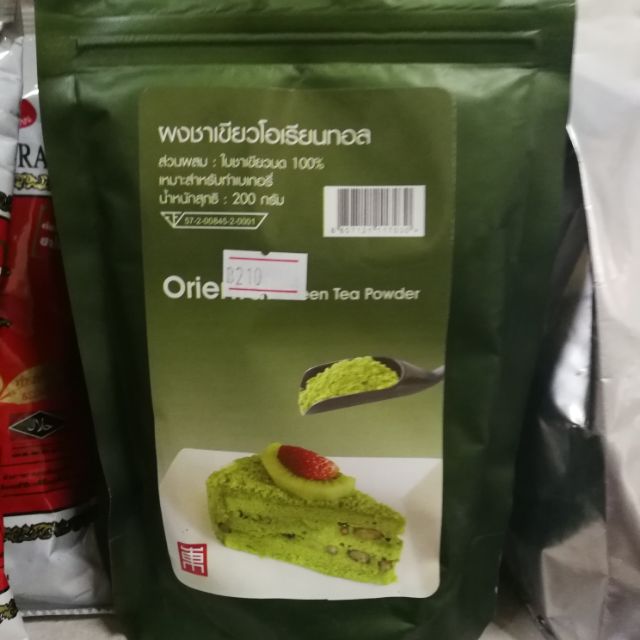 ผงชาเขียวโอเรียนทอล
ส่วนผสม : ใบชาเขียวบด 100%
เหมาะสำหรับทำเบเกอรี่
น้ำหนักสุทธิ : 200 กรัม
57-2-00845-2-0001
฿210
Tea Powder